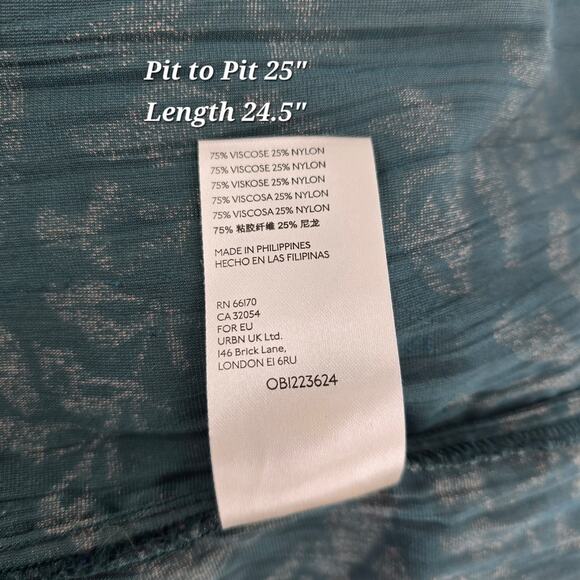 Pit to Pit 25"
Length 24.5"
75% VISCOSE 25% NYLON
75% VISCOSE 25% NYLON
75% VISKOSE 25% NYLON
75% VISCOSA 25% NYLON
75% VISCOSA 25% NYLON
75% 粘胶纤维 25% 尼龙
MADE IN PHILIPPINES
HECHO EN LAS FILIPINAS
RN 66170
CA 32054
FOR EU
URBN UK Ltd.
146 Brick Lane,
LONDON E1 6RU
OB1223624